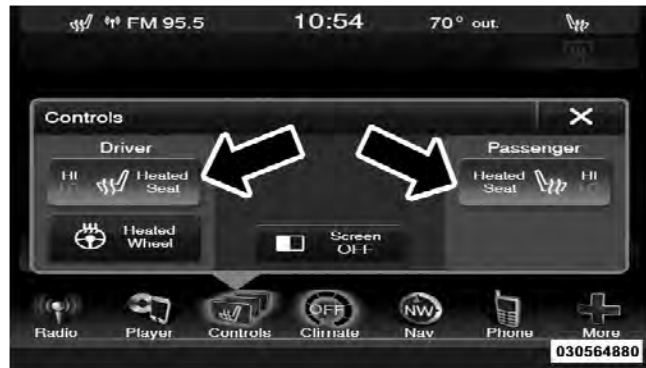 FM 95.5 10:54 70° out.
Controls
Driver Passenger
HI LO Heated Seat Heated Seat HI
Heated Wheel
Screen OFF
OFF NW
Radio Player Controls Climate Nav Phone More
030564880